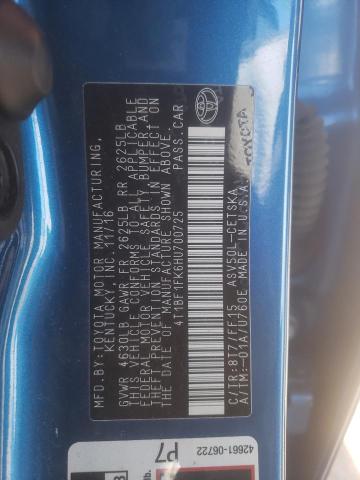 MFD. BY: TOYOTA MOTOR MANUFACTURING,
KENTUCKY, INC. 11/16
GVWR 4630LB GAWR FR 2625LB RR 2625LB
THIS VEHICLE CONFORMS TO ALL APPLICABLE
FEDERAL MOTOR VEHICLE SAFETY, BUMPER AND
THEFT PREVENTION STANDARDS IN EFFECT ON
THE DATE OF MANUFACTURE SHOWN ABOVE.
4T1BF1FK6HU700725 PASS.CAR
C/TR: 8T7/FF15 ASV50L-CETSKA
A/TM: -01A/U760E MADE IN U.S.A.
TOYOTA
42661-06722
P7